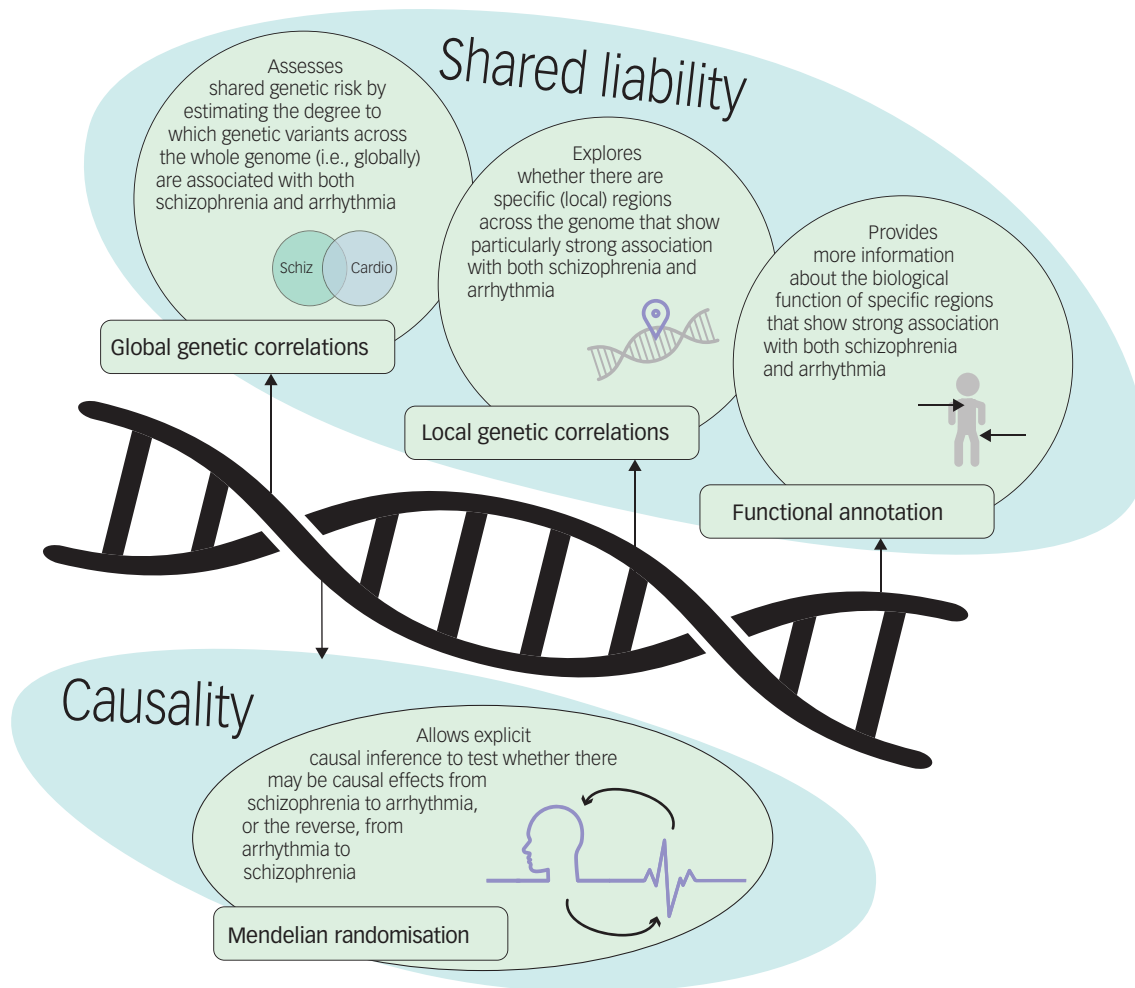 Shared liability
Assesses
shared genetic risk by
estimating the degree to
which genetic variants across
the whole genome (i.e., globally)
are associated with both
schizophrenia and arrhythmia
Schiz
Cardio
Global genetic correlations
Explores
whether there are
specific (local) regions
across the genome that show
particularly strong association
with both schizophrenia and
arrhythmia
Local genetic correlations
Provides
more information
about the biological
function of specific regions
that show strong association
with both schizophrenia
and arrhythmia
Functional annotation
Causality
Allows explicit
causal inference to test whether there
may be causal effects from
schizophrenia to arrhythmia,
or the reverse, from
arrhythmia to
schizophrenia
Mendelian randomisation